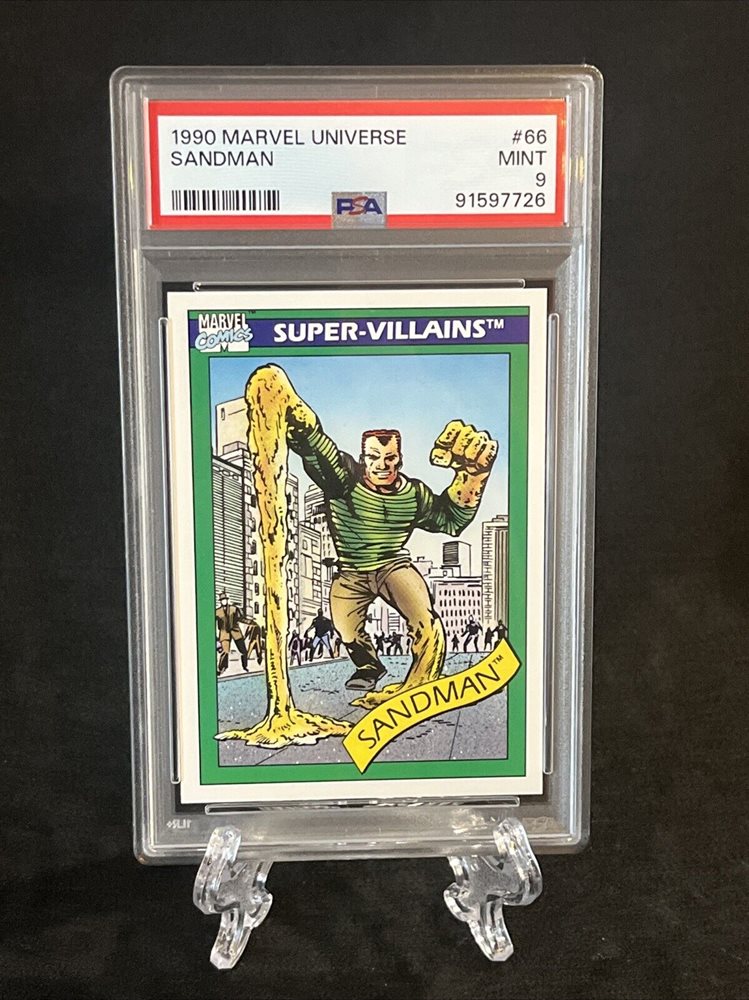 1990 MARVEL UNIVERSE #66
SANDMAN MINT
9
PSA 91597726
MARVEL
COMICS
SUPER-VILLAINS™
SANDMAN™